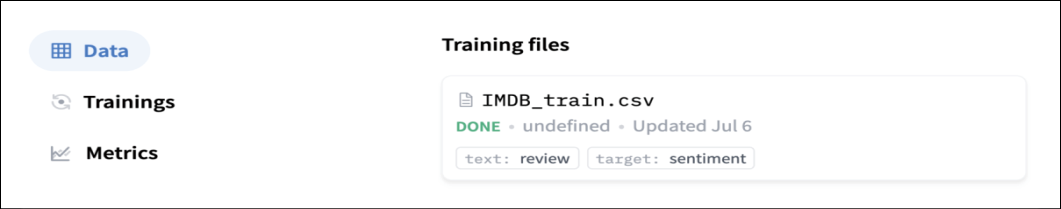 Data
Trainings
Metrics
Training files
IMDB_train.csv
DONE • undefined • Updated Jul 6
text: review target: sentiment